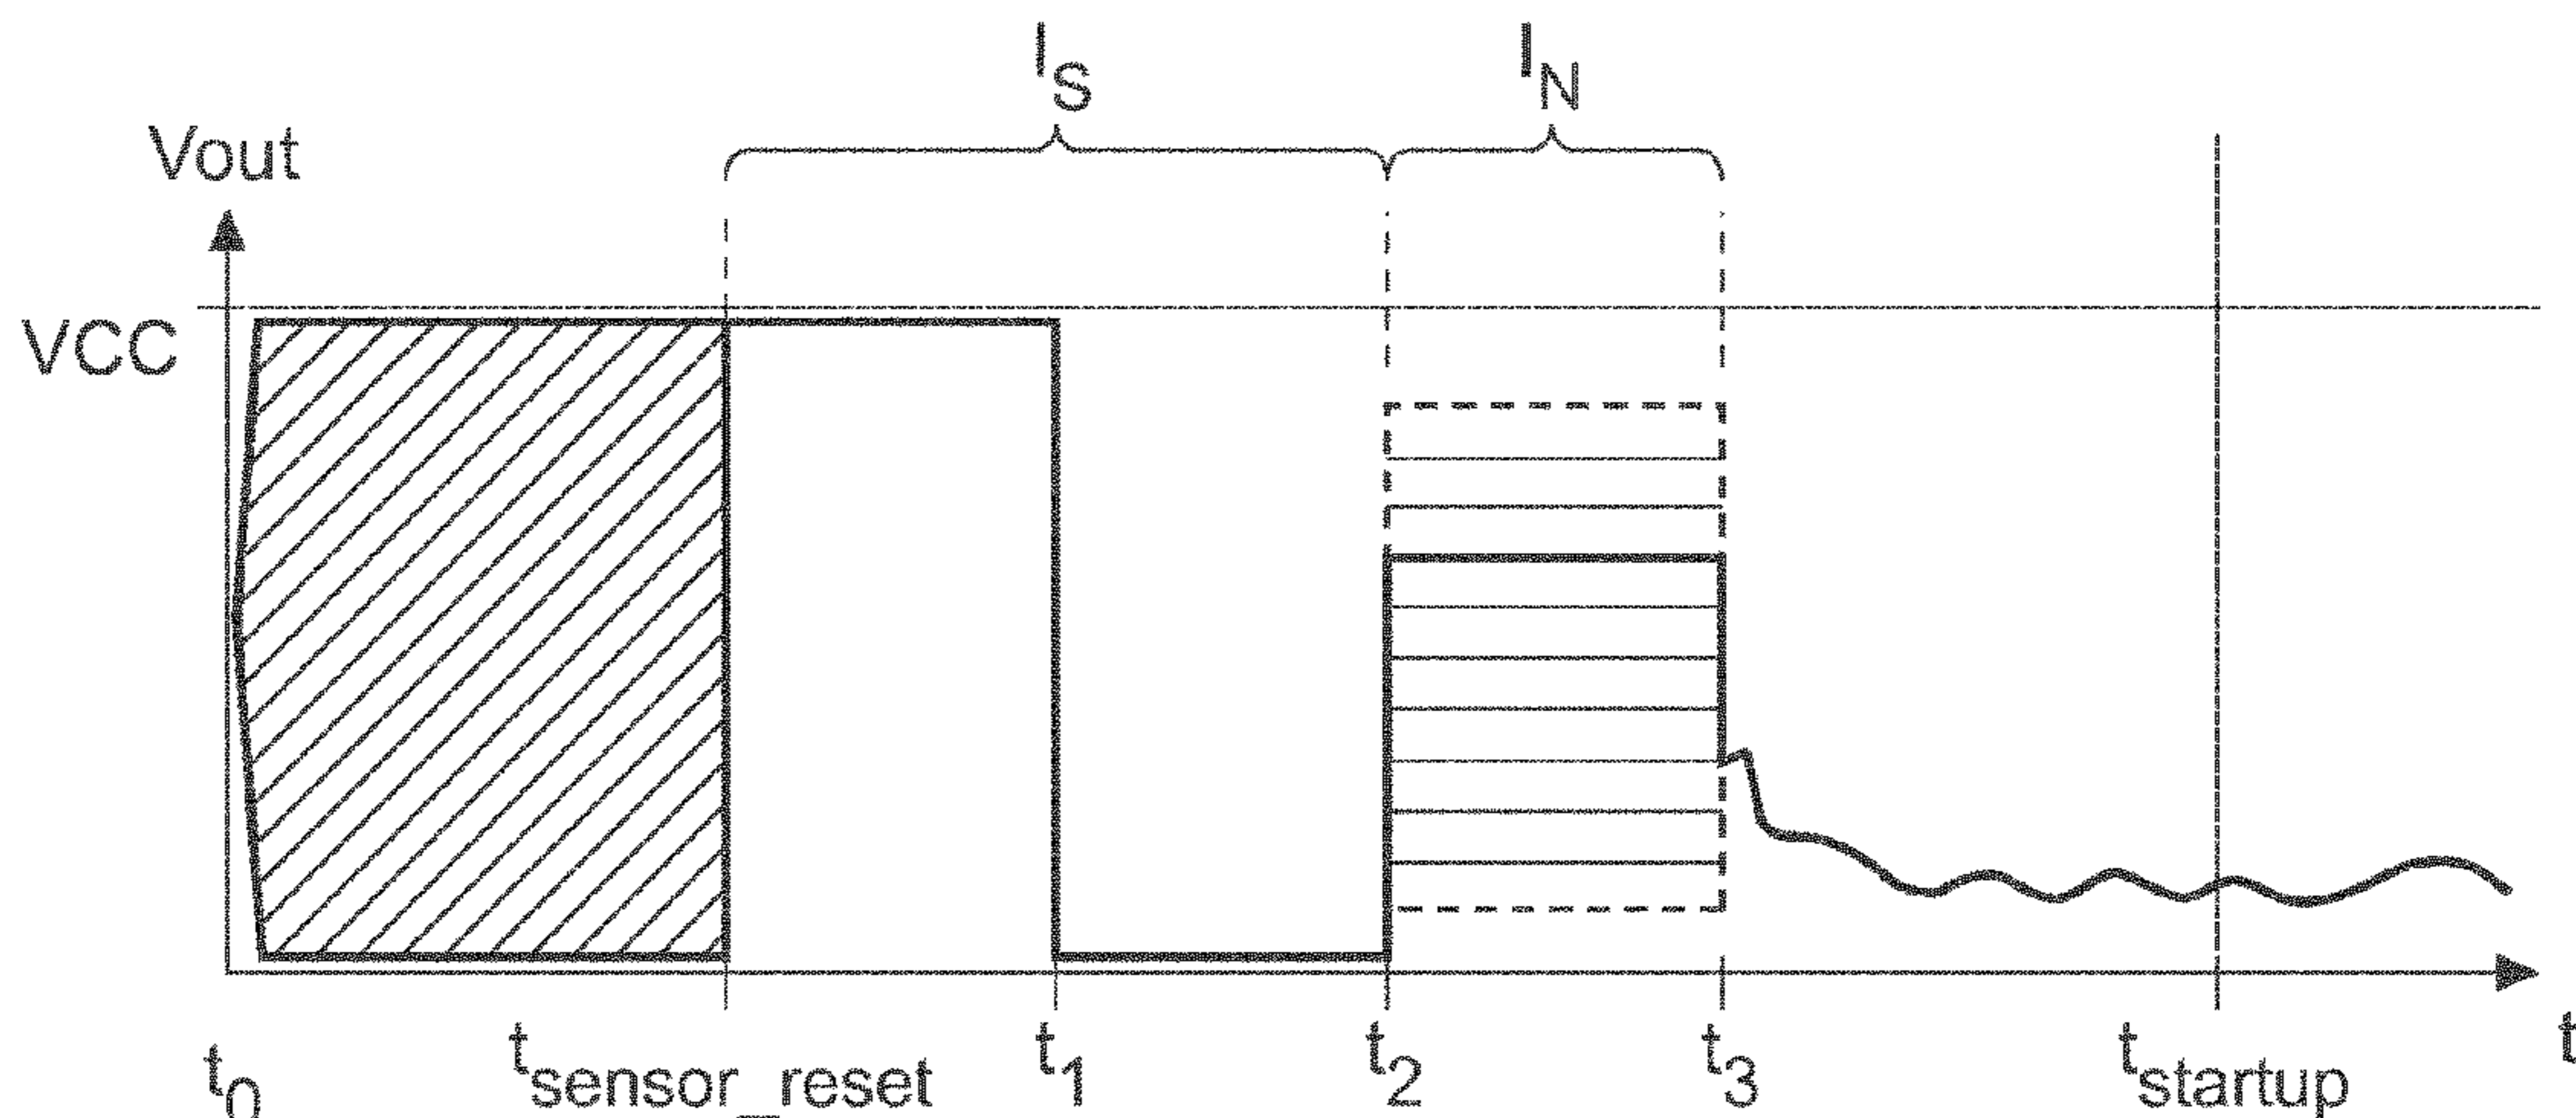 I_S I_N
Vout
VCC
t_0 t_sensor_reset t_1 t_2 t_3 t_startup t